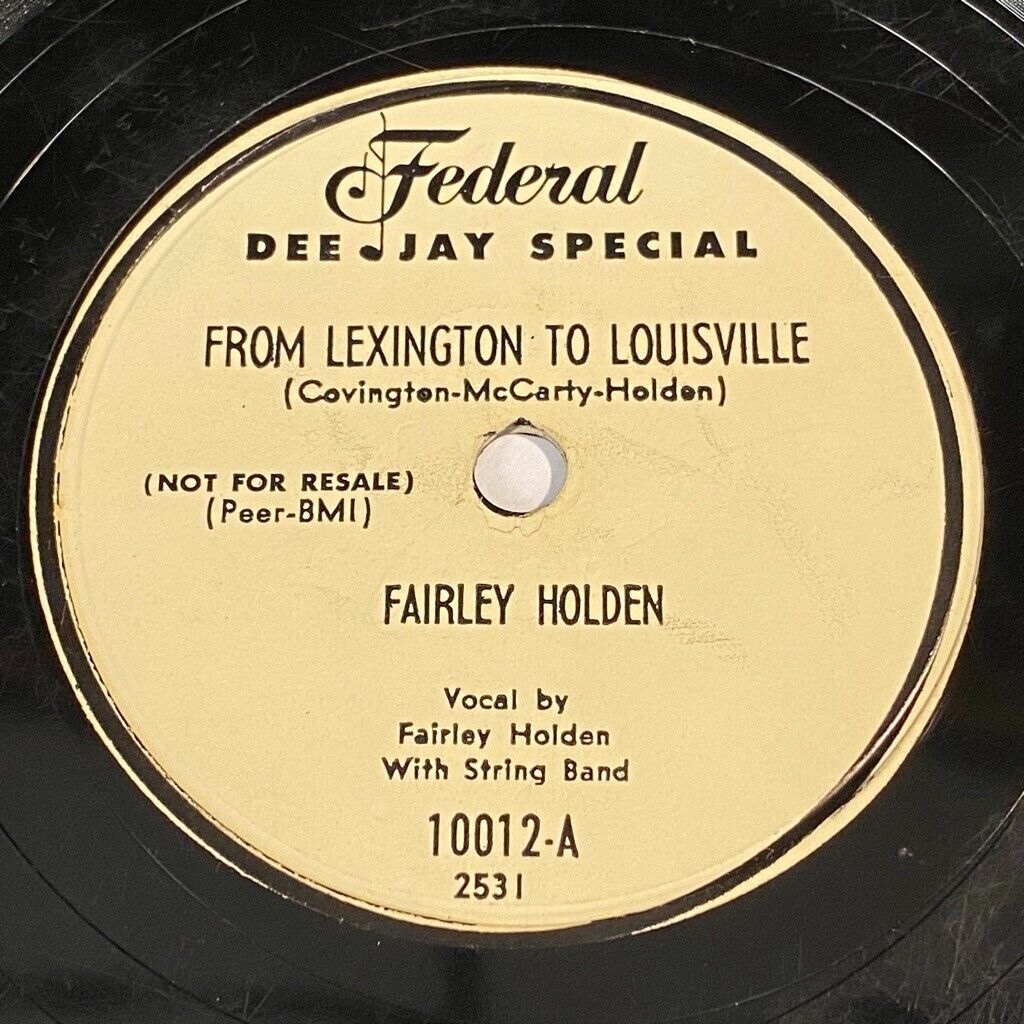 Federal
DEE JAY SPECIAL
FROM LEXINGTON TO LOUISVILLE
(Covington-McCarty-Holden)
(NOT FOR RESALE)
(Peer-BMI)
FAIRLEY HOLDEN
Vocal by
Fairley Holden
With String Band
10012-A
2531